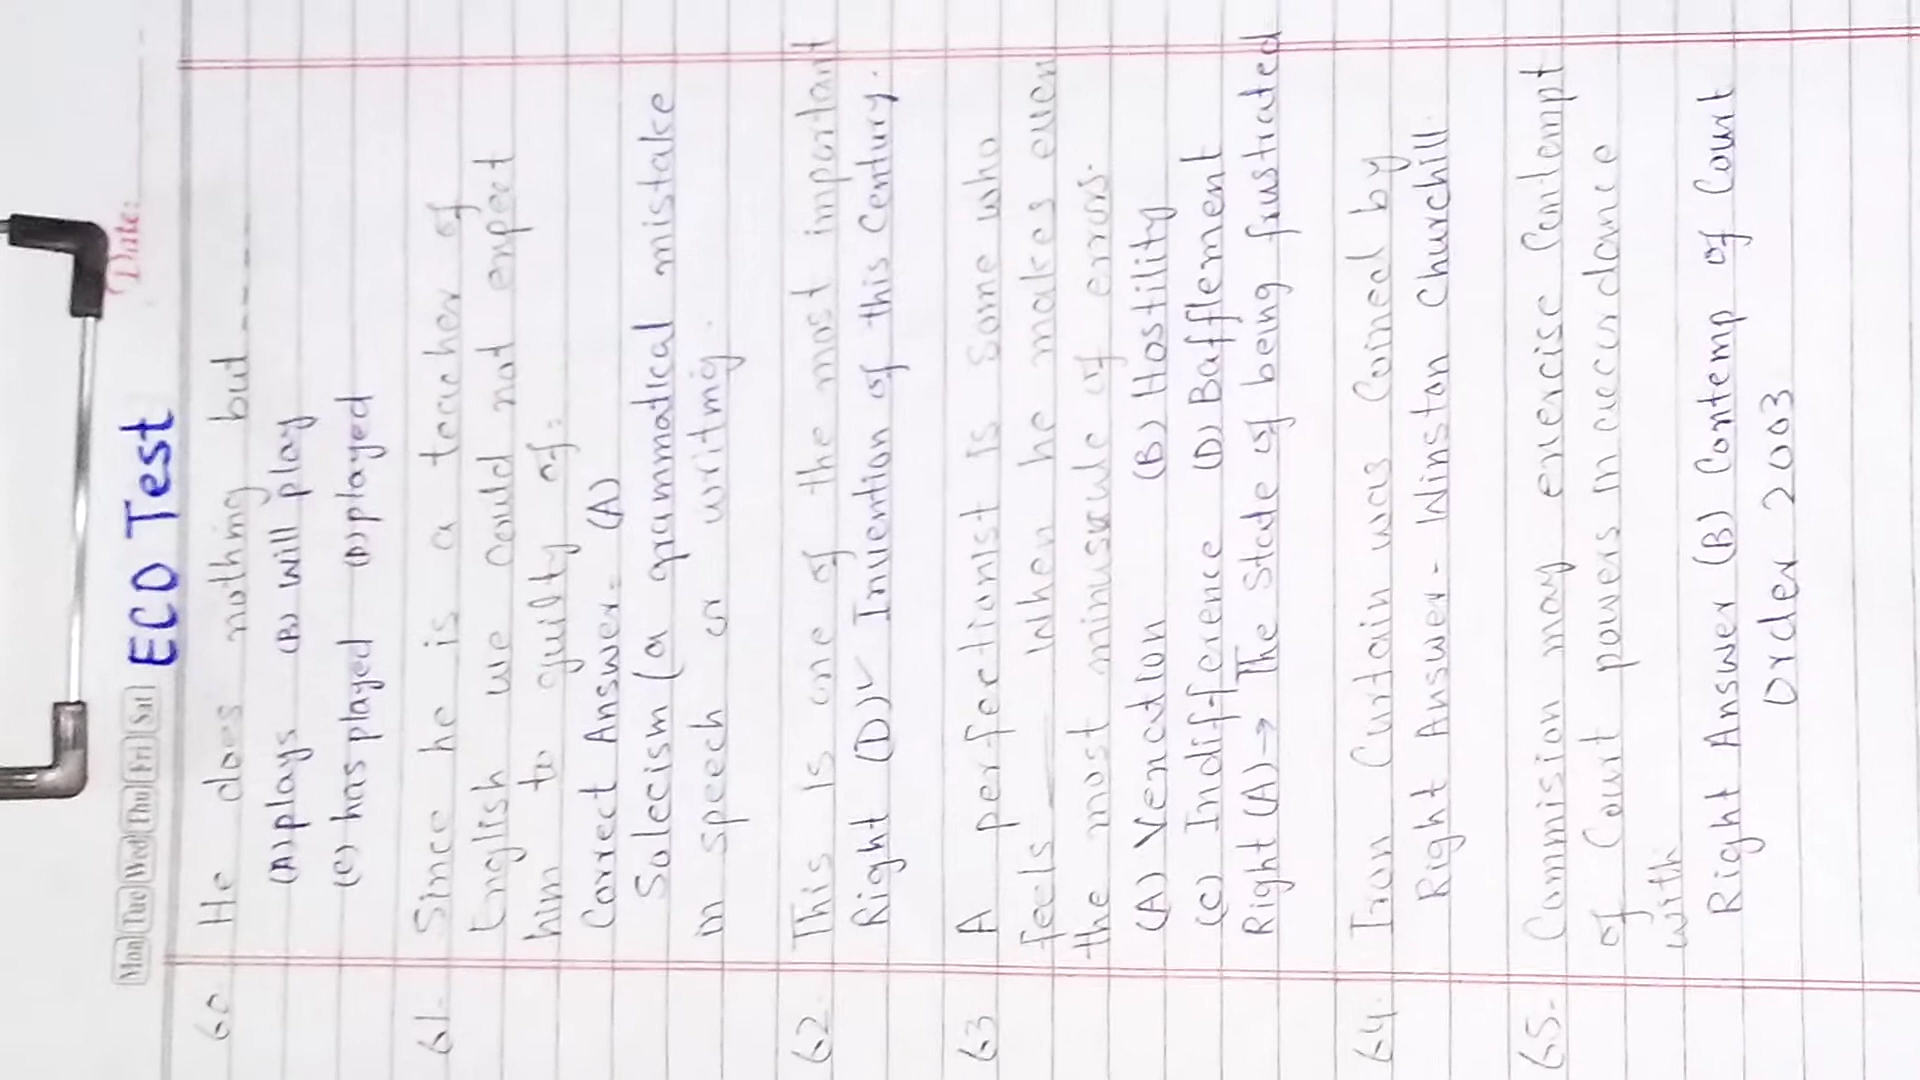 Date:
Mon Tue Wed Thu Fri Sat ECO Test
60 He does nothing but ----
(A) plays (B) will play
(C) has played (D) played
61. Since he is a teacher of
English we could not expect
him to guilty of:
Correct Answer: (A)
Solecism (a grammatical mistake
in speech or writing.
62. This is one of the most important
Right (D)✓ Invention of this Century.
63 A perfectionist is some who
feels ___ When he makes even
the most minuscule of errors.
(A) Vexation (B) Hostility
(C) Indifference (D) Bafflement
Right (A) → The State of being frustrated
64. Iron Curtain was Coined by
Right Answer - Winston Churchill.
65. Commision may exercise Contempt
of Court powers in accordance
with
Right Answer (B) Contemp of Court
Order 2003